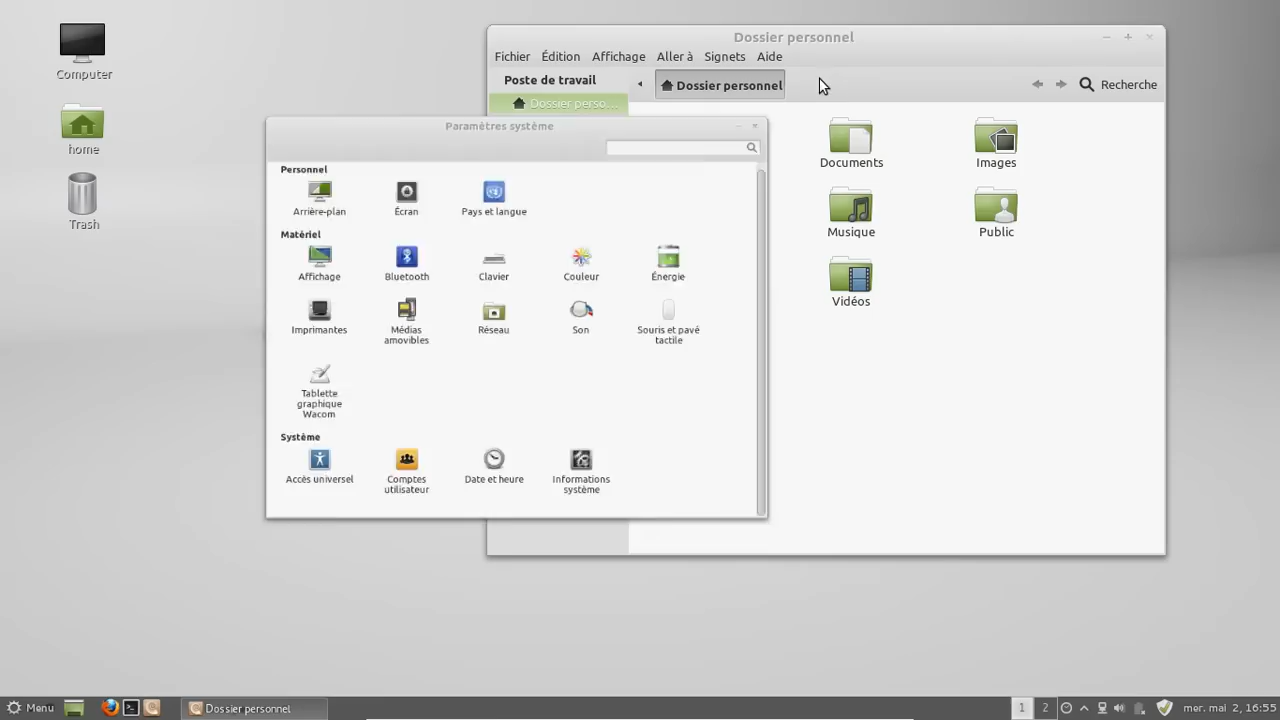 Computer
home
Trash
Dossier personnel
Fichier Édition Affichage Aller à Signets Aide
Poste de travail
Dossier personnel
Recherche
Dossier perso...
Documents
Images
Musique
Public
Vidéos
Paramètres système
Personnel
Arrière-plan
Écran
Pays et langue
Matériel
Affichage
Bluetooth
Clavier
Couleur
Énergie
Imprimantes
Médias
amovibles
Réseau
Son
Souris et pavé
tactile
Tablette
graphique
Wacom
Système
Accès universel
Comptes
utilisateur
Date et heure
Informations
système
Menu
Dossier personnel
1 2
mer. mai 2, 16:55